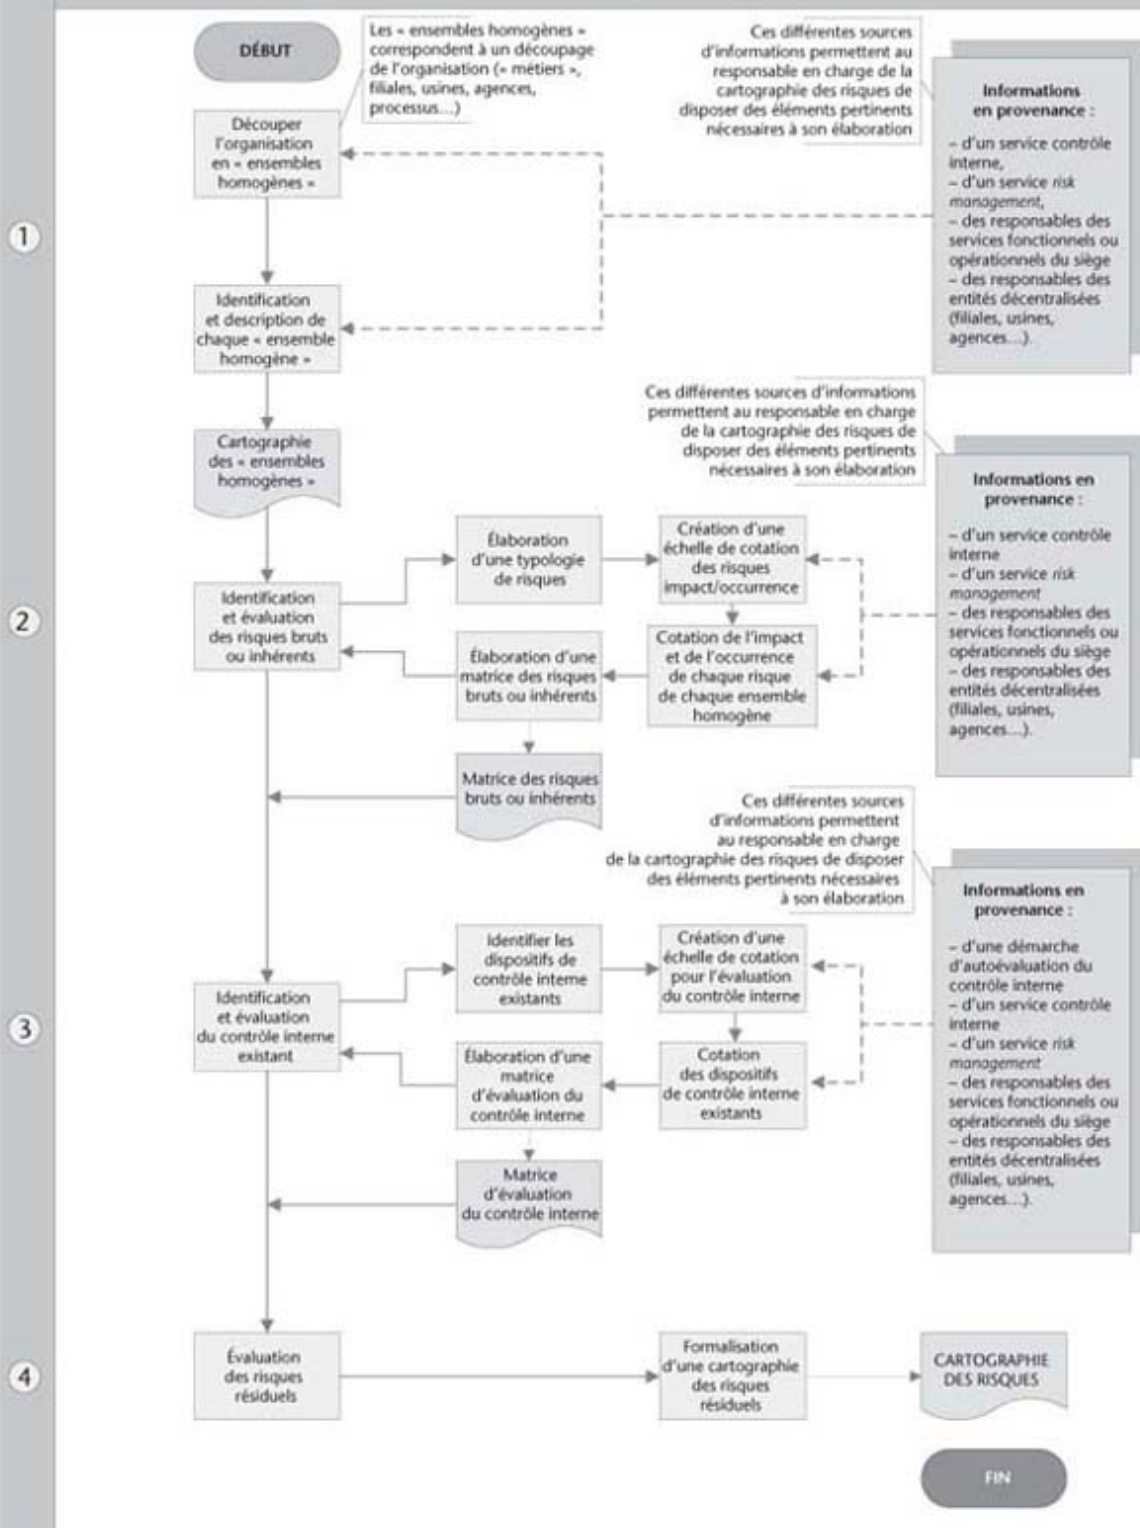 DÉBUT
Les « ensembles homogènes »
correspondent à un découpage
de l'organisation (« métiers »,
filiales, usines, agences,
processus...)
Ces différentes sources
d'informations permettent au
responsable en charge de la
cartographie des risques de
disposer des éléments pertinents
nécessaires à son élaboration
Informations
en provenance :
– d'un service contrôle
interne,
– d'un service risk
management,
– des responsables des
services fonctionnels ou
opérationnels du siège
– des responsables des
entités décentralisées
(filiales, usines,
agences...).
Découper
l'organisation
en « ensembles
homogènes »
1
Identification
et description de
chaque « ensemble
homogène »
Cartographie
des « ensembles
homogènes »
Ces différentes sources d'informations
permettent au responsable en charge
de la cartographie des risques de
disposer des éléments pertinents
nécessaires à son élaboration
Informations en
provenance :
– d'un service contrôle
interne
– d'un service risk
management
– des responsables des
services fonctionnels ou
opérationnels du siège
– des responsables des
entités décentralisées
(filiales, usines,
agences...).
2
Identification
et évaluation
des risques bruts
ou inhérents
Élaboration
d'une typologie
de risques
Création d'une
échelle de cotation
des risques
impact/occurrence
Cotation de l'impact
et de l'occurrence
de chaque risque
de chaque ensemble
homogène
Élaboration d'une
matrice des risques
bruts ou inhérents
Matrice des risques
bruts ou inhérents
Ces différentes sources
d'informations permettent
au responsable en charge
de la cartographie des risques de disposer
des éléments pertinents nécessaires
à son élaboration
Informations en
provenance :
– d'une démarche
d'autoévaluation du
contrôle interne
– d'un service contrôle
interne
– d'un service risk
management
– des responsables des
services fonctionnels ou
opérationnels du siège
– des responsables des
entités décentralisées
(filiales, usines,
agences...).
3
Identification
et évaluation
du contrôle interne
existant
Identifier les
dispositifs de
contrôle interne
existants
Création d'une
échelle de cotation
pour l'évaluation
du contrôle interne
Cotation
des dispositifs
de contrôle interne
existants
Élaboration d'une
matrice
d'évaluation du
contrôle interne
Matrice
d'évaluation
du contrôle interne
4
Évaluation
des risques
résiduels
Formalisation
d'une cartographie
des risques
résiduels
CARTOGRAPHIE
DES RISQUES
FIN